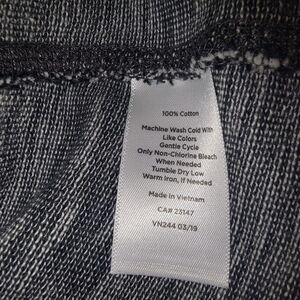 100% Cotton
Machine Wash Cold With
Like Colors
Gentle Cycle
Only Non-Chlorine Bleach
When Needed
Tumble Dry Low
Warm Iron, If Needed
Made in Vietnam
CA# 23147
VN244 03/19